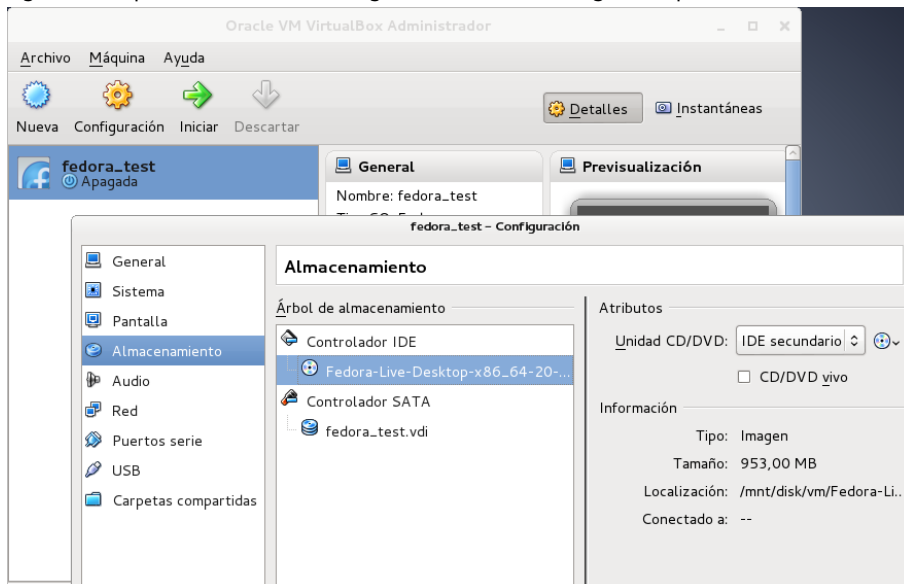 Oracle VM VirtualBox Administrador
Archivo Máquina Ayuda
Nueva Configuración Iniciar Descartar
Detalles Instantáneas
fedora_test
Apagada
General
Nombre: fedora_test
Previsualización
fedora_test – Configuración
General
Sistema
Pantalla
Almacenamiento
Audio
Red
Puertos serie
USB
Carpetas compartidas
Almacenamiento
Árbol de almacenamiento
Controlador IDE
Fedora-Live-Desktop-x86_64-20-...
Controlador SATA
fedora_test.vdi
Atributos
Unidad CD/DVD: IDE secundario
CD/DVD vivo
Información
Tipo: Imagen
Tamaño: 953,00 MB
Localización: /mnt/disk/vm/Fedora-Li..
Conectado a: --